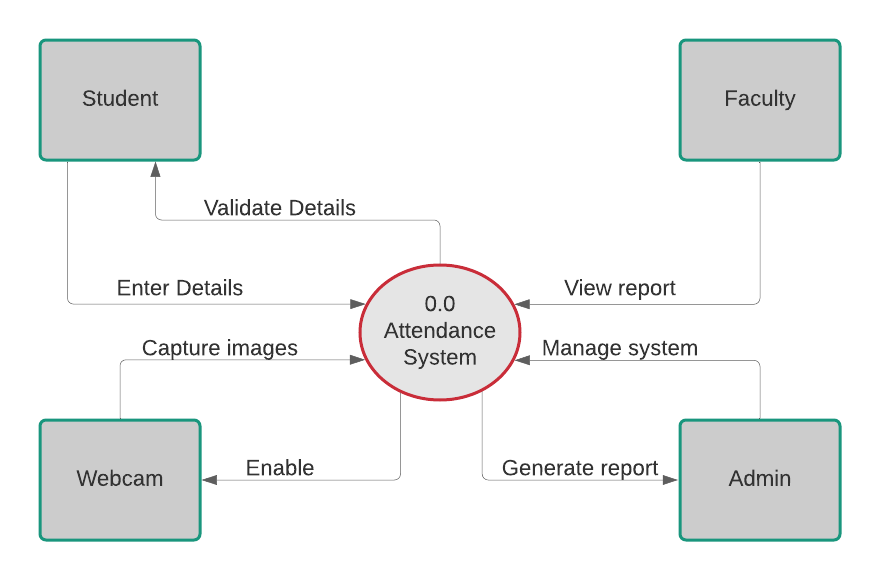 Student
Faculty
Validate Details
Enter Details
View report
0.0
Attendance
System
Capture images
Manage system
Webcam
Enable
Generate report
Admin